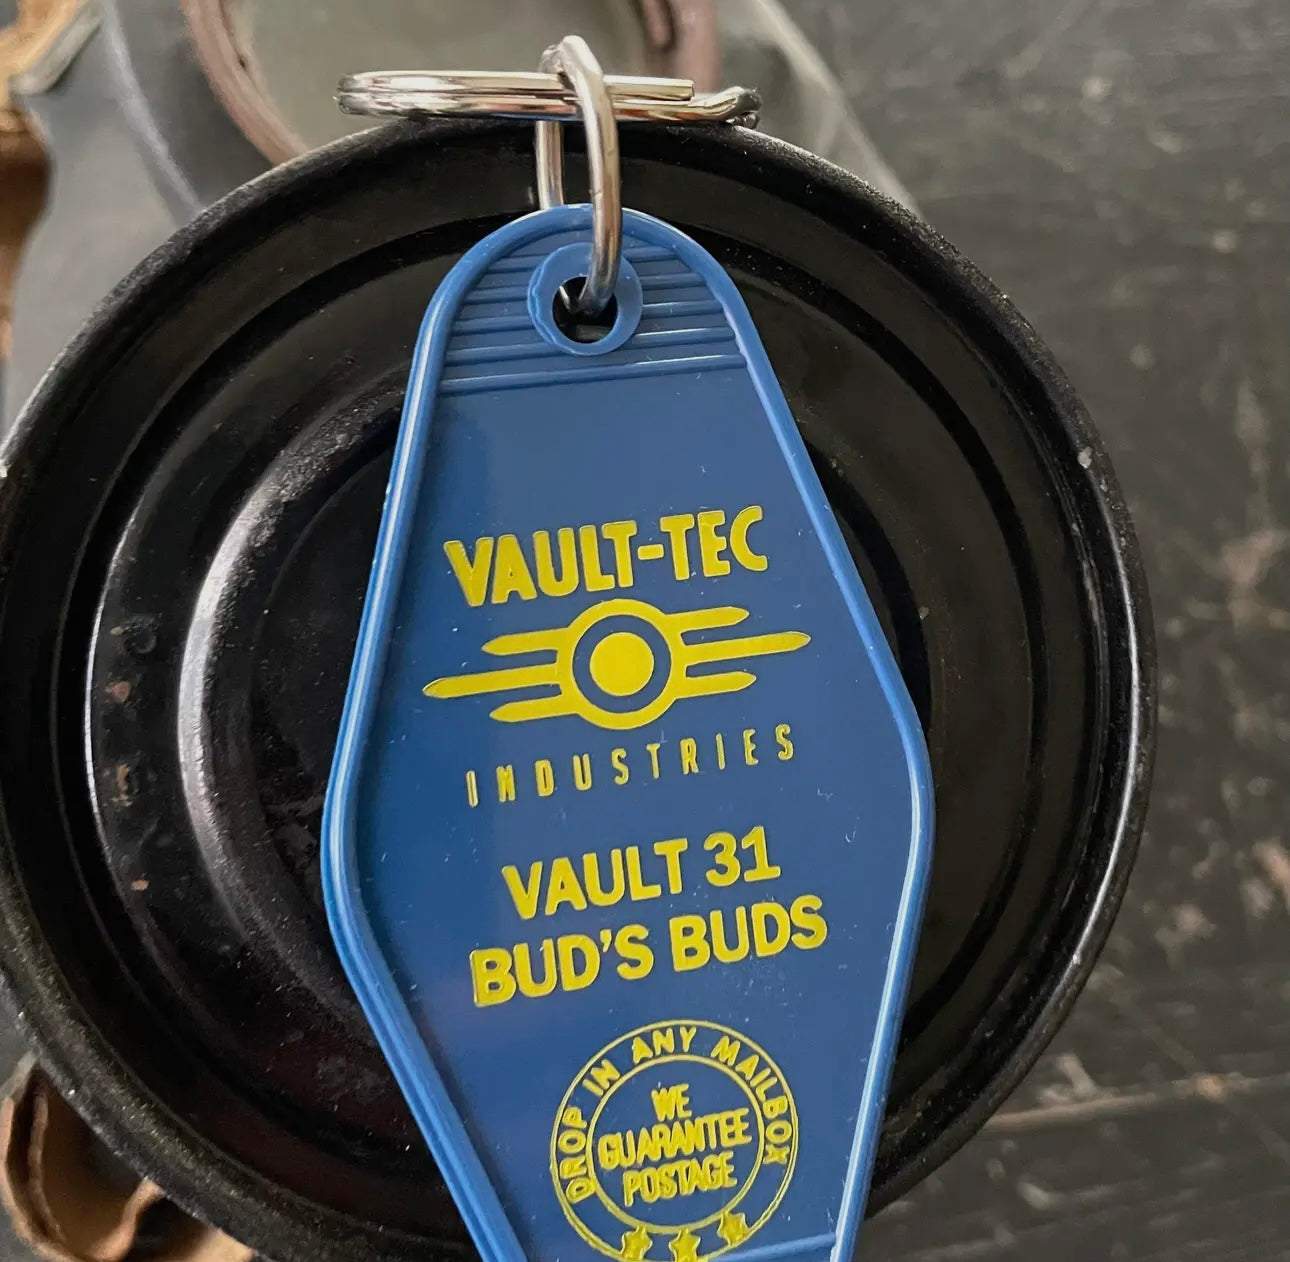 VAULT-TEC
INDUSTRIES
VAULT 31
BUD'S BUDS
DROP IN ANY MAILBOX
WE
GUARANTEE
POSTAGE